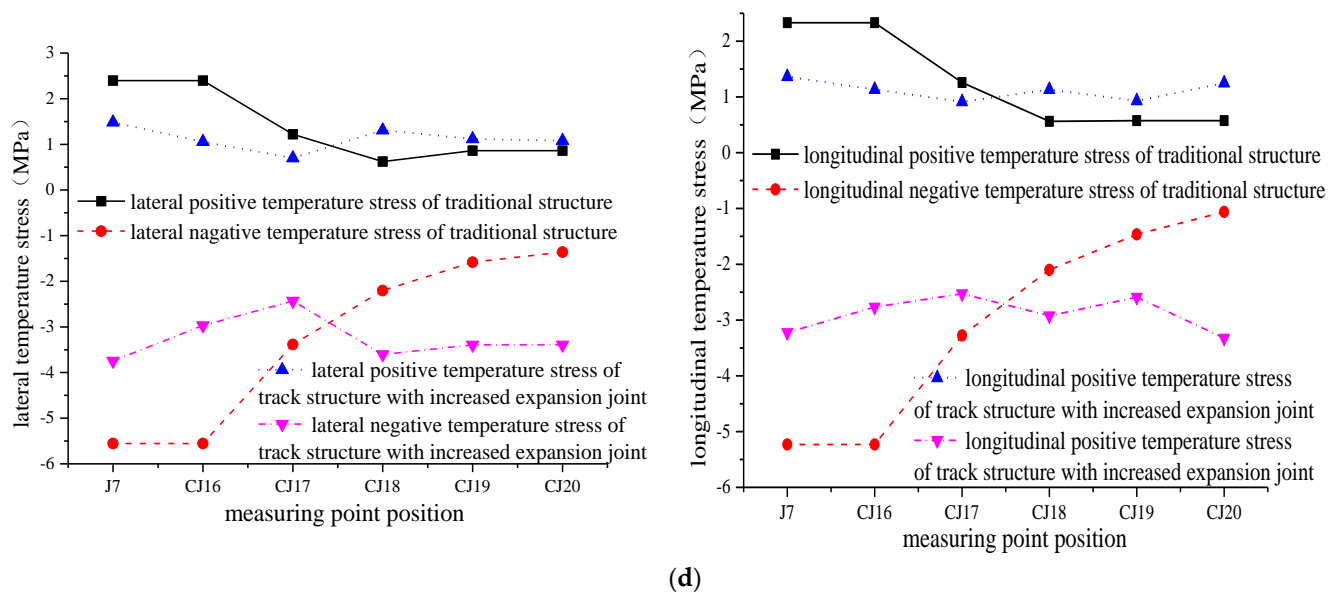 3
2
1
0
-1
-2
-3
-4
-5
-6
lateral temperature stress（MPa）
lateral positive temperature stress of traditional structure
lateral nagative temperature stress of traditional structure
lateral positive temperature stress of
track structure with increased expansion joint
lateral negative temperature stress of
track structure with increased expansion joint
J7 CJ16 CJ17 CJ18 CJ19 CJ20
measuring point position
2
1
0
-1
-2
-3
-4
-5
-6
longitudinal temperature stress（MPa）
longitudinal positive temperature stress of traditional structure
longitudinal negative temperature stress of traditional structure
longitudinal positive temperature stress
of track structure with increased expansion joint
longitudinal positive temperature stress
of track structure with increased expansion joint
J7 CJ16 CJ17 CJ18 CJ19 CJ20
measuring point position
(d)